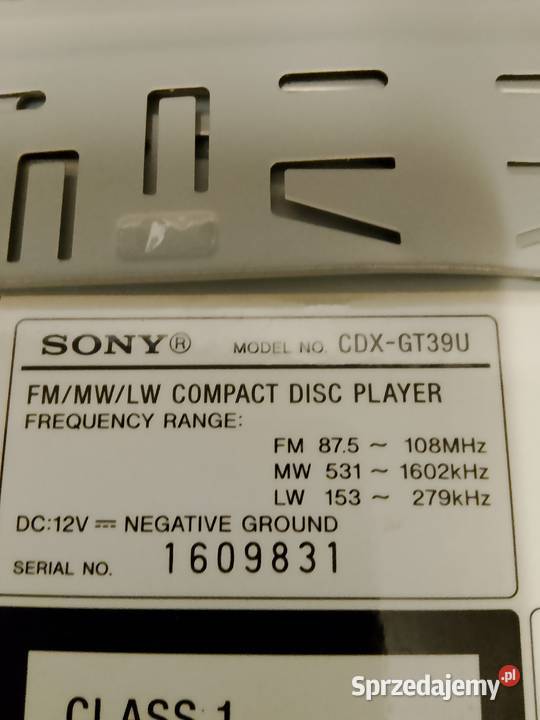 SONY® MODEL NO. CDX-GT39U
FM/MW/LW COMPACT DISC PLAYER
FREQUENCY RANGE:
FM 87.5 ~ 108MHz
MW 531 ~ 1602kHz
LW 153 ~ 279kHz
DC:12V ⎓ NEGATIVE GROUND
SERIAL NO. 1609831
CLASS 1
Sprzedajemy.pl